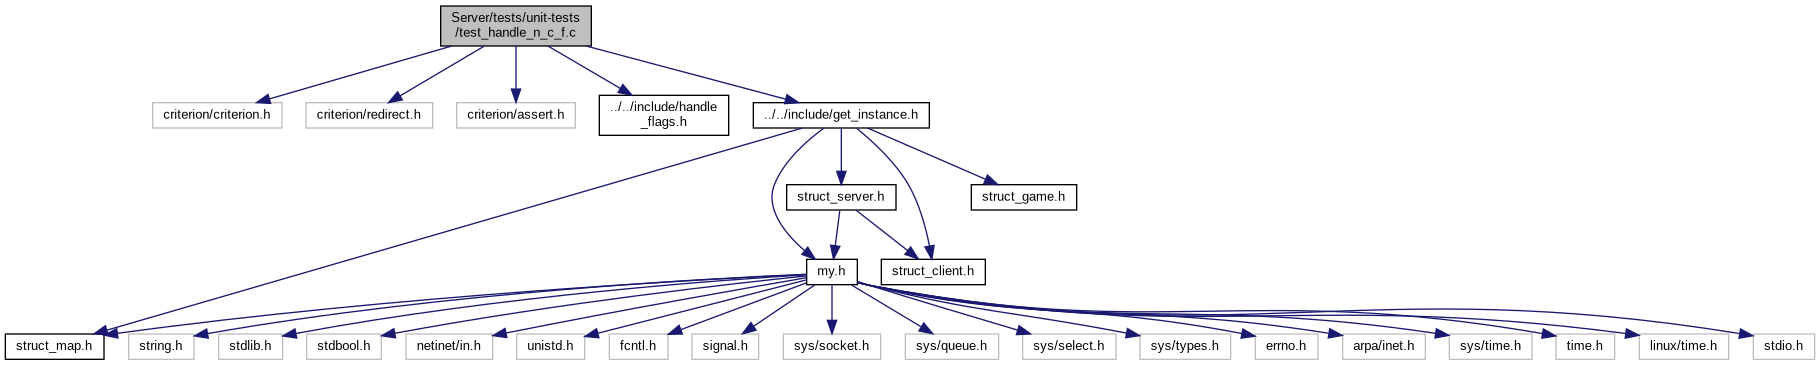 Server/tests/unit-tests
/test_handle_n_c_f.c
criterion/criterion.h
criterion/redirect.h
criterion/assert.h
../../include/handle
_flags.h
../../include/get_instance.h
struct_server.h
struct_game.h
my.h
struct_client.h
struct_map.h
string.h
stdlib.h
stdbool.h
netinet/in.h
unistd.h
fcntl.h
signal.h
sys/socket.h
sys/queue.h
sys/select.h
sys/types.h
errno.h
arpa/inet.h
sys/time.h
time.h
linux/time.h
stdio.h